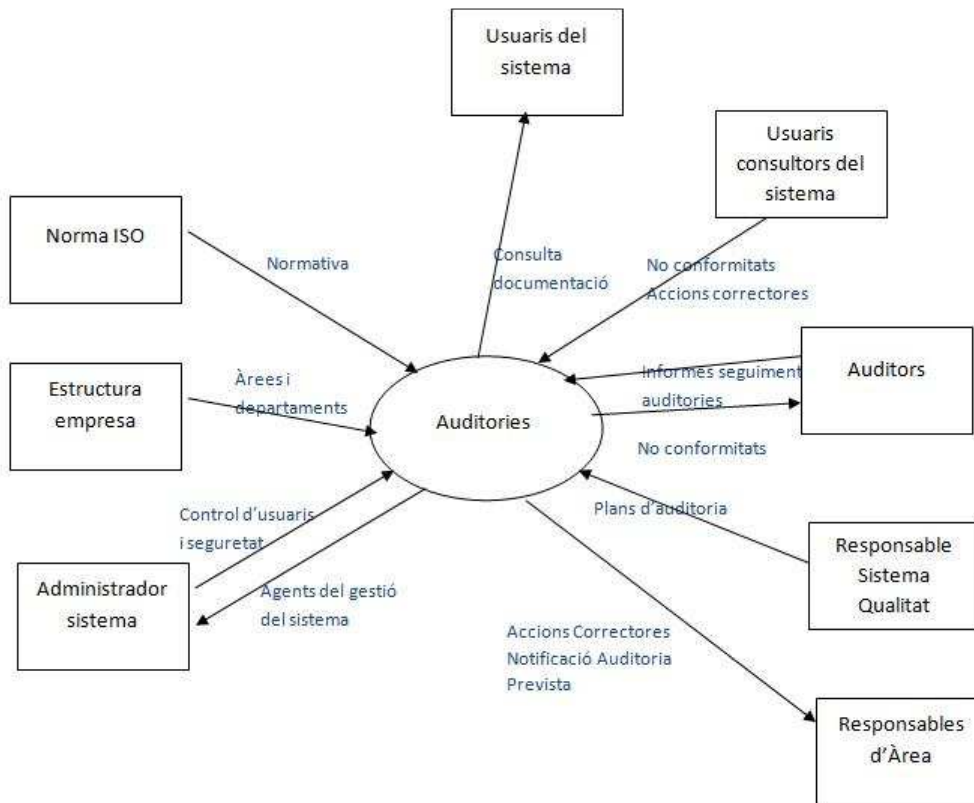 Usuaris del
sistema
Usuaris
consultors del
sistema
Norma ISO
Normativa
Consulta
documentació
No conformitats
Accions correctores
Estructura
empresa
Àrees i
departaments
Auditories
Informes seguiment
auditories
Auditors
No conformitats
Control d'usuaris
i seguretat
Plans d'auditoria
Responsable
Sistema
Qualitat
Administrador
sistema
Agents del gestió
del sistema
Accions Correctores
Notificació Auditoria
Prevista
Responsables
d'Àrea